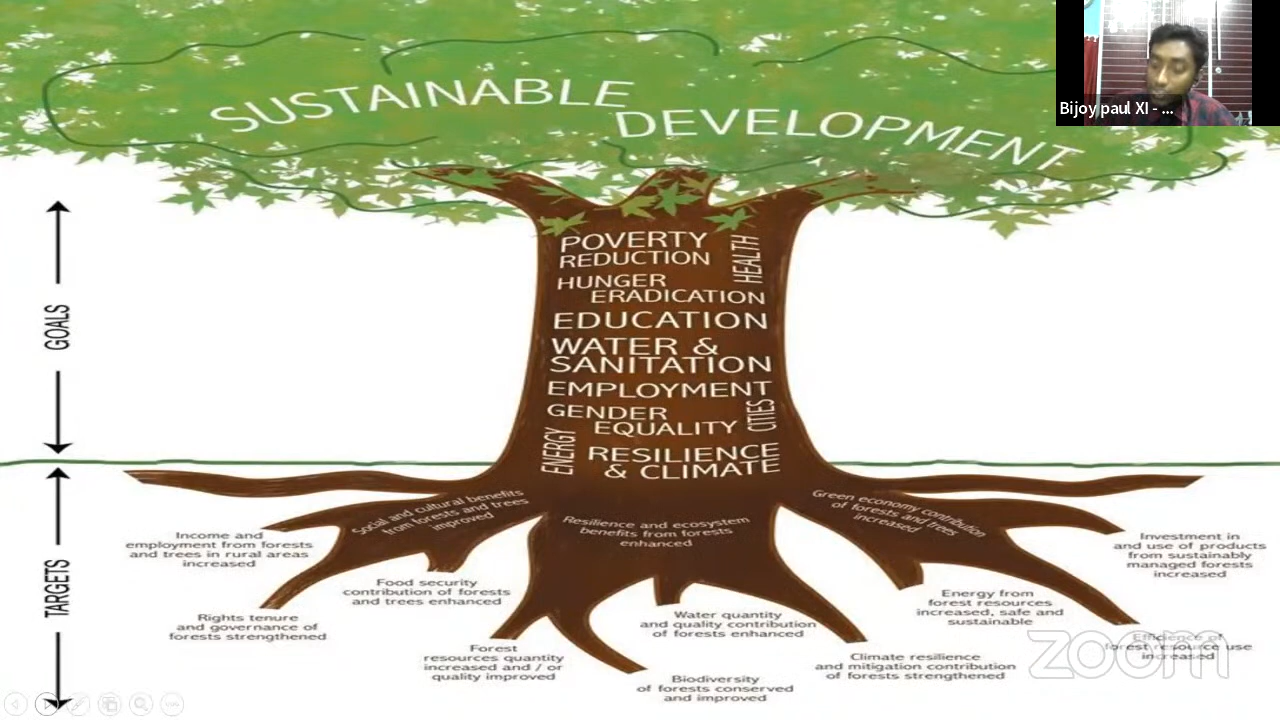 Bijoy paul XI - ...
SUSTAINABLE
DEVELOPMENT
GOALS
POVERTY
REDUCTION
HEALTH
HUNGER
ERADICATION
EDUCATION
WATER &
SANITATION
EMPLOYMENT
GENDER
EQUALITY
CITIES
ENERGY
RESILIENCE
& CLIMATE
TARGETS
Social and cultural benefits
from forests and trees
improved
Resilience and ecosystem
benefits from forests
enhanced
Green economy contribution
of forests and trees
increased
Income and
employment from forests
and trees in rural areas
increased
Rights tenure
and governance of
forests strengthened
Food security
contribution of forests
and trees enhanced
Forest
resources quantity
increased and / or
quality improved
Water quantity
and quality contribution
of forests enhanced
Biodiversity
of forests conserved
and improved
Climate resilience
and mitigation contribution
of forests strengthened
Energy from
forest resources
increased, safe and
sustainable
Investment in
and use of products
from sustainably
managed forests
increased
Efficience of
forest resource use
increased
zoom